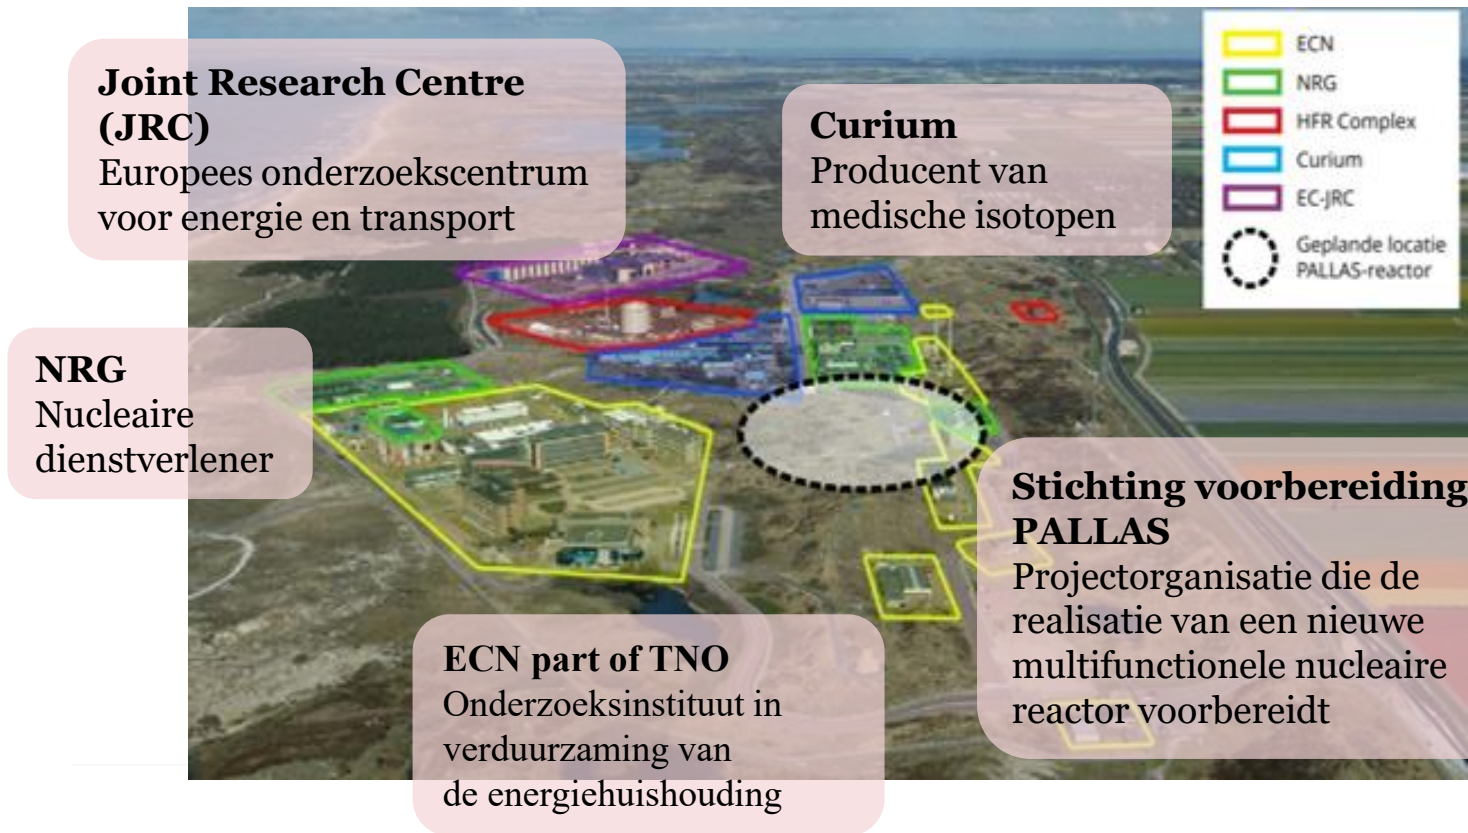 Joint Research Centre
(JRC)
Europees onderzoekscentrum
voor energie en transport
Curium
Producent van
medische isotopen
ECN
NRG
HFR Complex
Curium
EC-JRC
Geplande locatie
PALLAS-reactor
NRG
Nucleaire
dienstverlener
Stichting voorbereiding
PALLAS
Projectorganisatie die de
realisatie van een nieuwe
multifunctionele nucleaire
reactor voorbereidt
ECN part of TNO
Onderzoeksinstituut in
verduurzaming van
de energiehuishouding